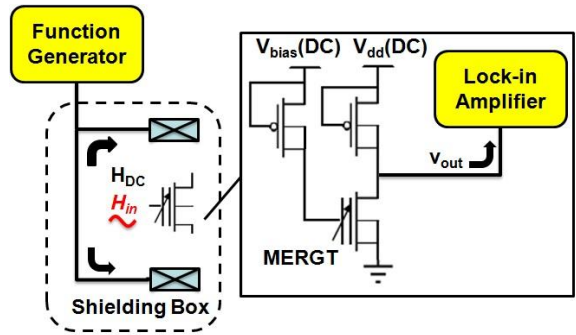 Function
Generator
V_bias(DC) V_dd(DC)
Lock-in
Amplifier
v_out
H_DC
H_in
MERGT
Shielding Box